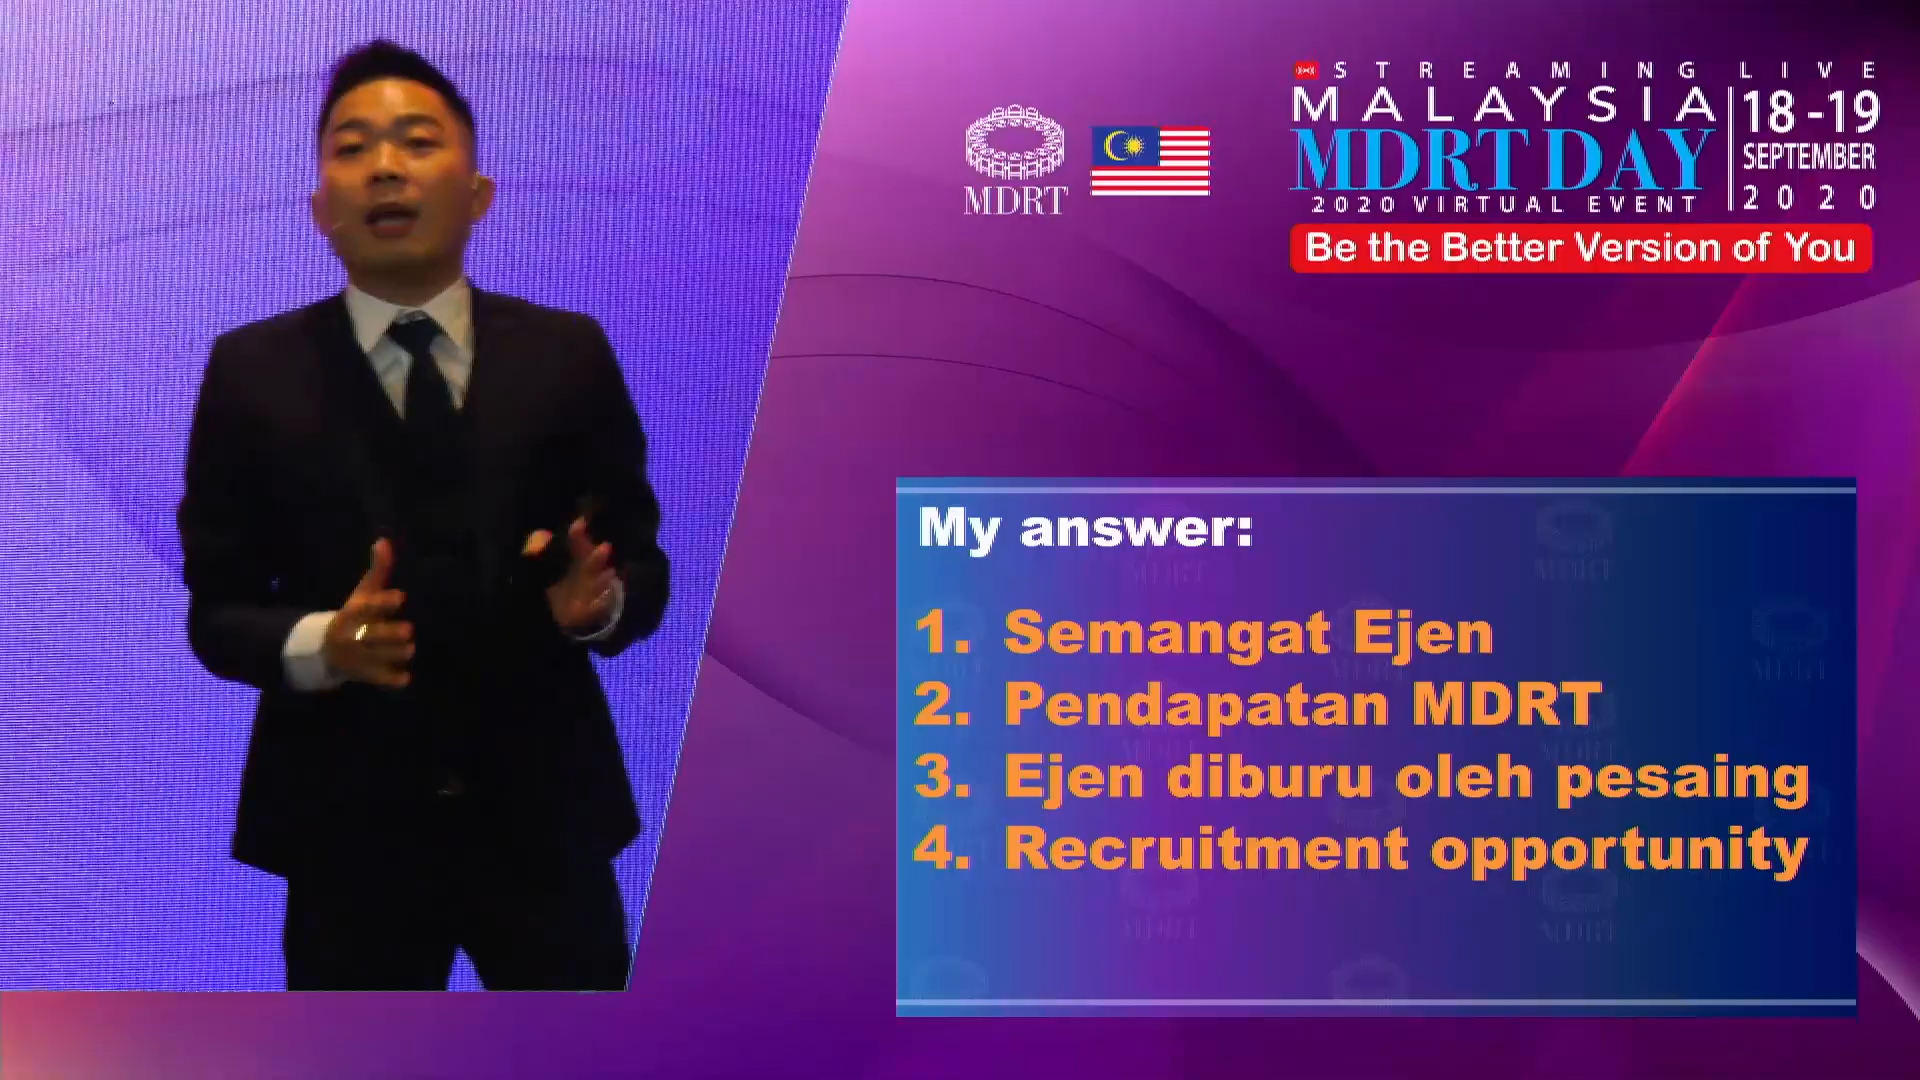 STREAMING LIVE
MALAYSIA
MDRT DAY
2020 VIRTUAL EVENT
18-19
SEPTEMBER
2020
Be the Better Version of You
MDRT
My answer:
1. Semangat Ejen
2. Pendapatan MDRT
3. Ejen diburu oleh pesaing
4. Recruitment opportunity